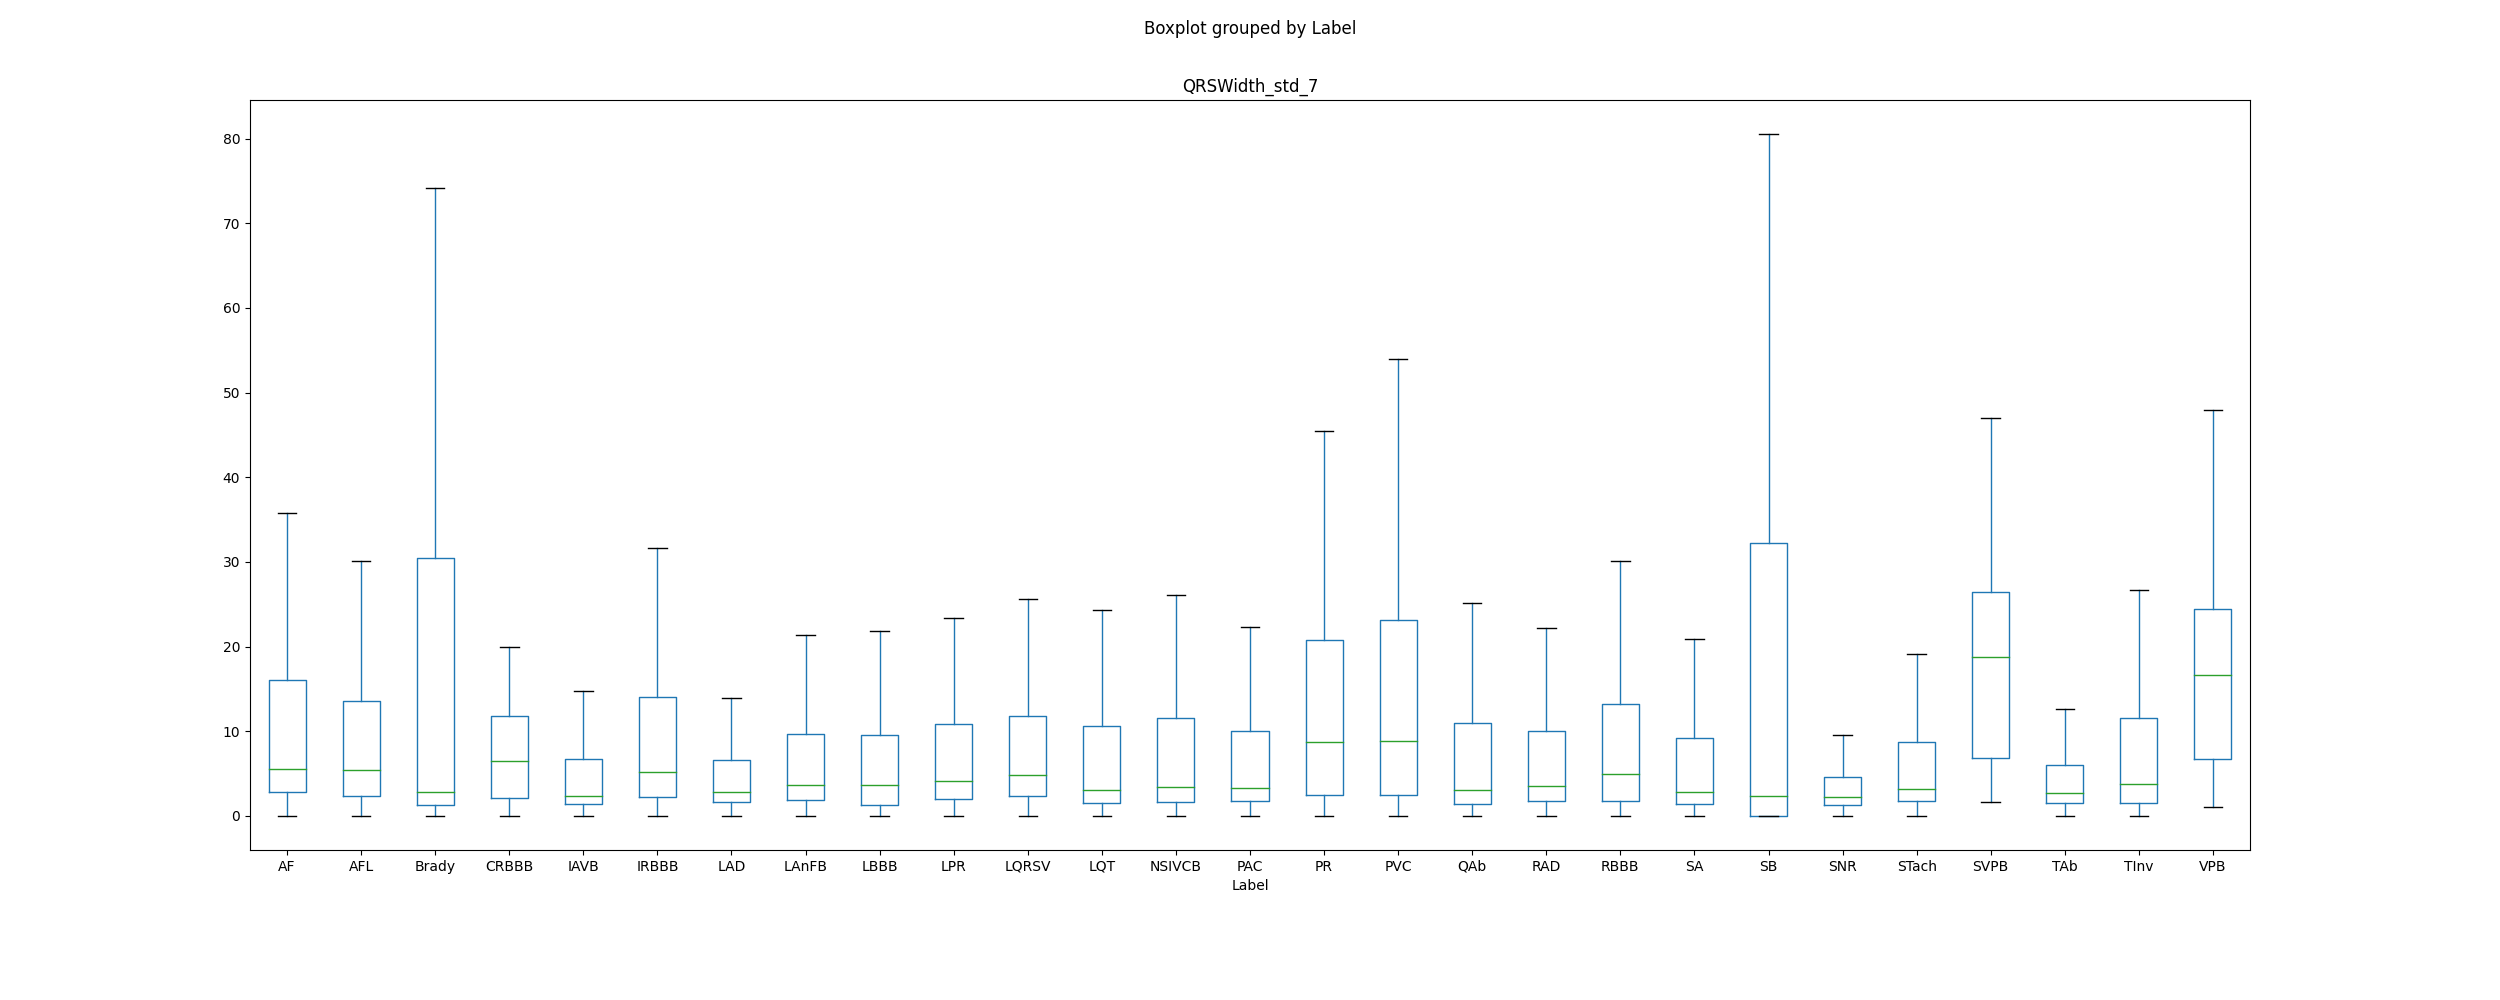 Boxplot grouped by Label
QRSWidth_std_7
80
70
60
50
40
30
20
10
0
AF AFL Brady CRBBB IAVB IRBBB LAD LAnFB LBBB LPR LQRSV LQT NSIVCB PAC PR PVC QAb RAD RBBB SA SB SNR STach SVPB TAb TInv VPB
Label